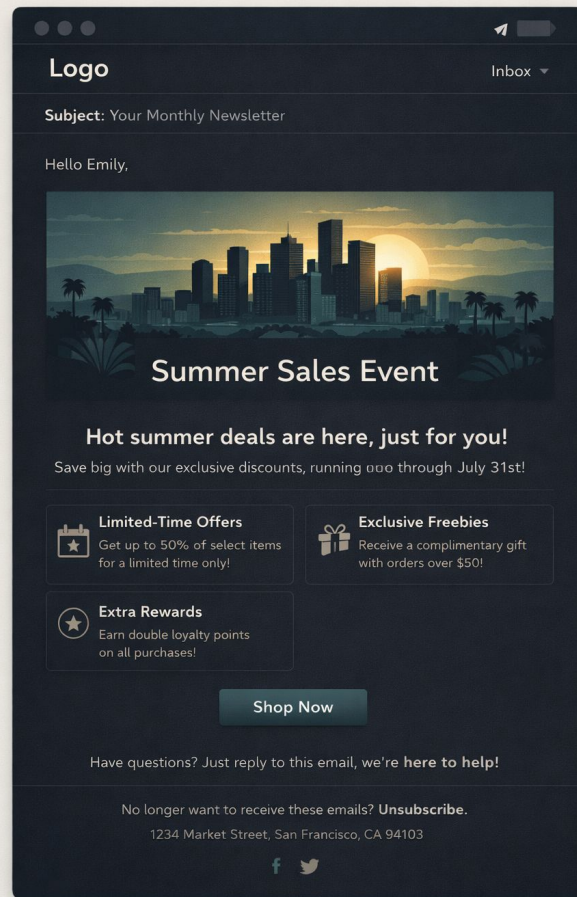 Logo
Inbox
Subject: Your Monthly Newsletter
Hello Emily,
Summer Sales Event
Hot summer deals are here, just for you!
Save big with our exclusive discounts, running through July 31st!
Limited-Time Offers
Get up to 50% of select items
for a limited time only!
Exclusive Freebies
Receive a complimentary gift
with orders over $50!
Extra Rewards
Earn double loyalty points
on all purchases!
Shop Now
Have questions? Just reply to this email, we're here to help!
No longer want to receive these emails? Unsubscribe.
1234 Market Street, San Francisco, CA 94103